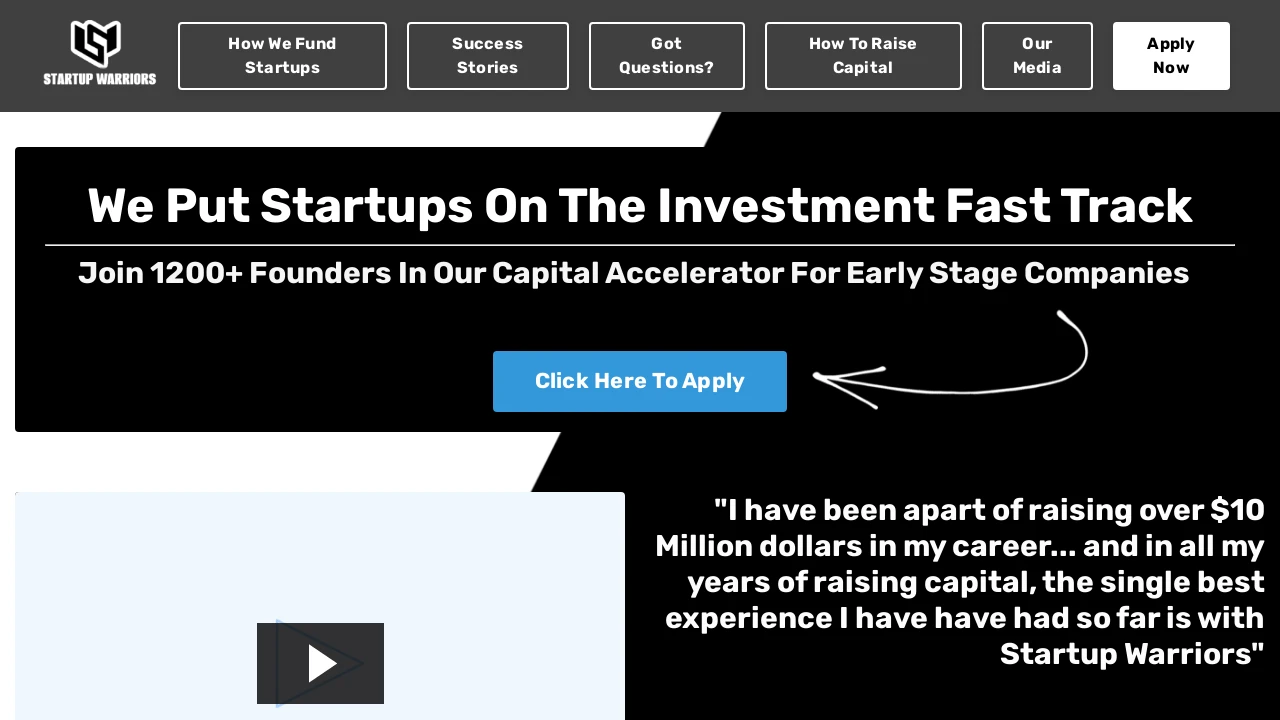 STARTUP WARRIORS
How We Fund
Startups
Success
Stories
Got
Questions?
How To Raise
Capital
Our
Media
Apply
Now
We Put Startups On The Investment Fast Track
Join 1200+ Founders In Our Capital Accelerator For Early Stage Companies
Click Here To Apply
"I have been apart of raising over $10
Million dollars in my career... and in all my
years of raising capital, the single best
experience I have have had so far is with
Startup Warriors"